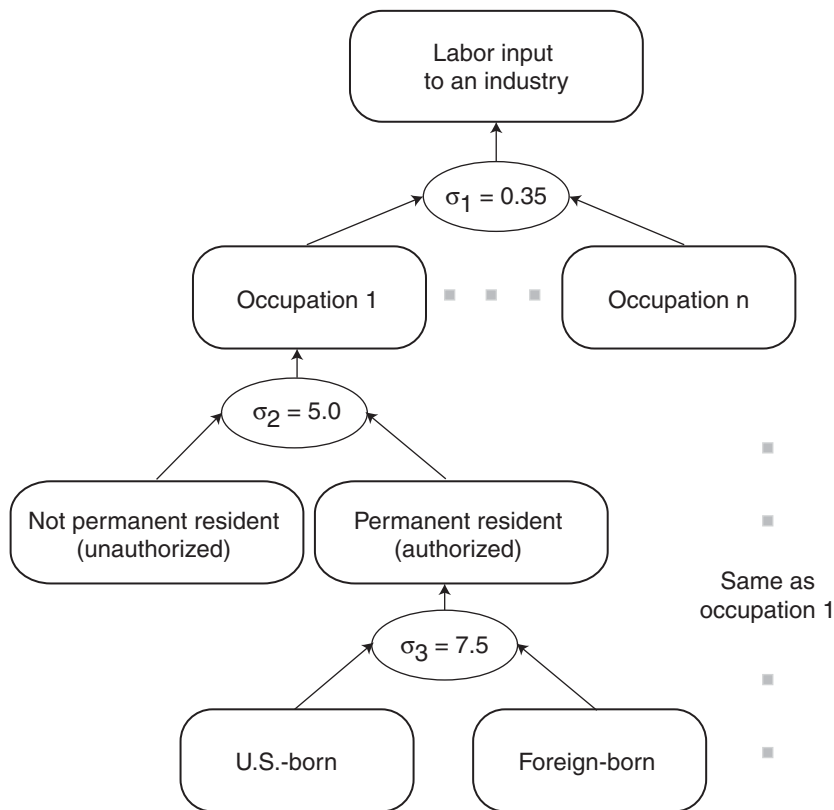 Labor input
to an industry
σ1 = 0.35
Occupation 1
Occupation n
σ2 = 5.0
Not permanent resident
(unauthorized)
Permanent resident
(authorized)
Same as
occupation 1
σ3 = 7.5
U.S.-born
Foreign-born